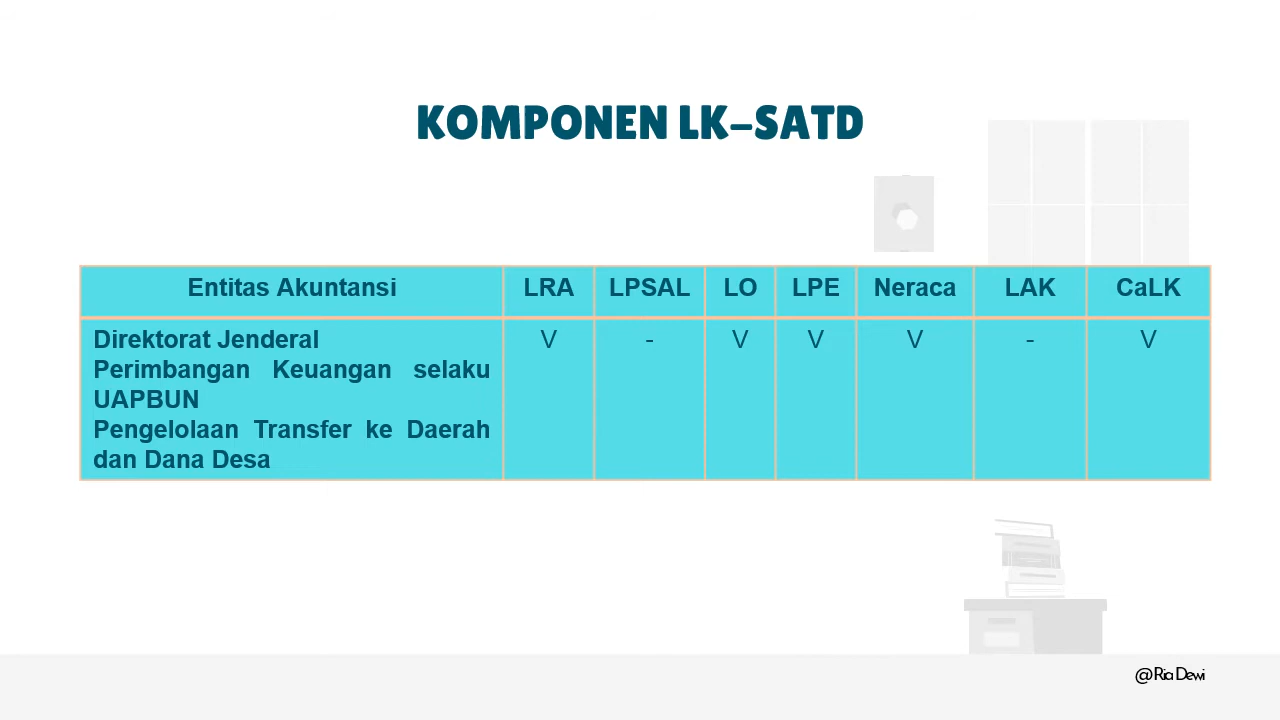 KOMPONEN LK-SATD
Entitas Akuntansi LRA LPSAL LO LPE Neraca LAK CaLK
Direktorat Jenderal V - V V V - V
Perimbangan Keuangan selaku
UAPBUN
Pengelolaan Transfer ke Daerah
dan Dana Desa
@Ria Dewi